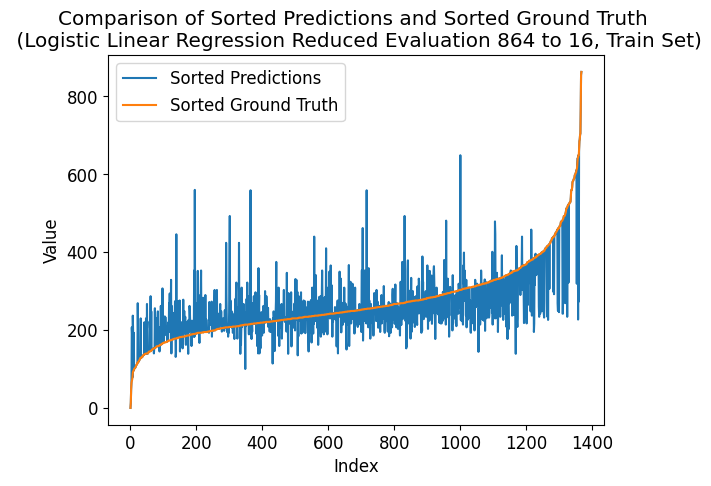 Comparison of Sorted Predictions and Sorted Ground Truth
(Logistic Linear Regression Reduced Evaluation 864 to 16, Train Set)
Sorted Predictions
Sorted Ground Truth
800
600
400
200
0
Value
0 200 400 600 800 1000 1200 1400
Index